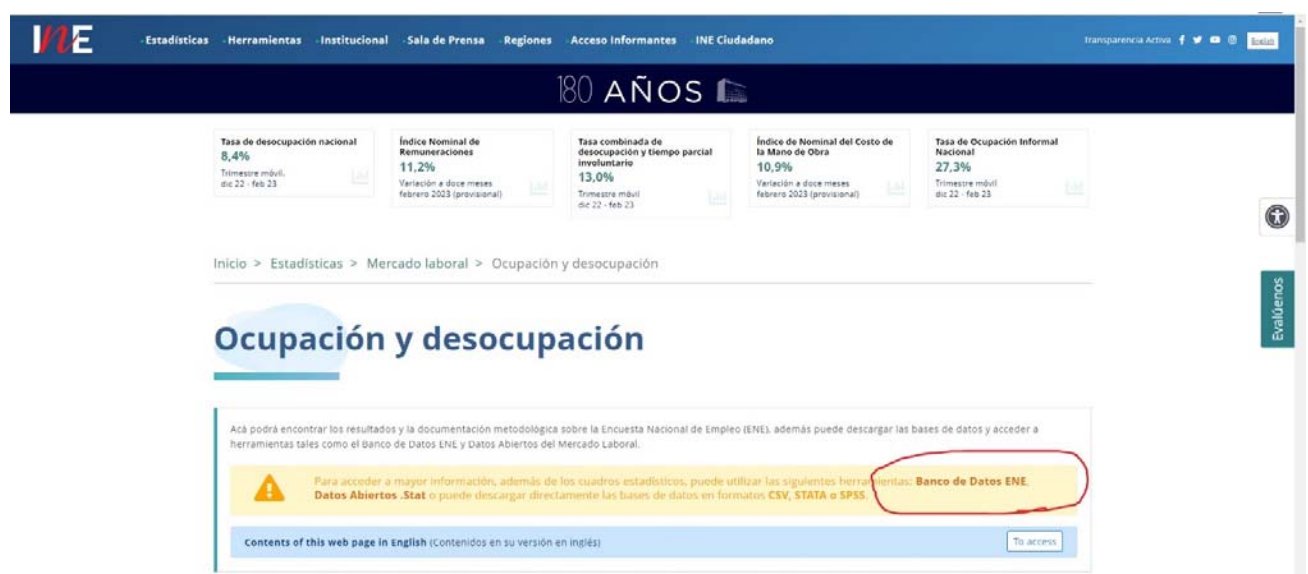 INE
Estadísticas Herramientas Institucional Sala de Prensa Regiones Acceso Informantes INE Ciudadano Transparencia Activa English
180 AÑOS
Tasa de desocupación nacional
8,4%
Trimestre móvil,
dic 22 - feb 23
Índice Nominal de
Remuneraciones
11,2%
Variación a doce meses
febrero 2023 (provisional)
Tasa combinada de
desocupación y tiempo parcial
involuntario
13,0%
Trimestre móvil
dic 22 - feb 23
Índice de Nominal del Costo de
la Mano de Obra
10,9%
Variación a doce meses
febrero 2023 (provisional)
Tasa de Ocupación Informal
Nacional
27,3%
Trimestre móvil
dic 22 - feb 23
Inicio > Estadísticas > Mercado laboral > Ocupación y desocupación
Evalúenos
Ocupación y desocupación
Acá podrá encontrar los resultados y la documentación metodológica sobre la Encuesta Nacional de Empleo (ENE), además puede descargar las bases de datos y acceder a
herramientas tales como el Banco de Datos ENE y Datos Abiertos del Mercado Laboral.
Para acceder a mayor información, además de los cuadros estadísticos, puede utilizar las siguientes herramientas: Banco de Datos ENE,
Datos Abiertos .Stat o puede descargar directamente las bases de datos en formatos CSV, STATA o SPSS.
Contents of this web page in English (Contenidos en su versión en inglés) To access